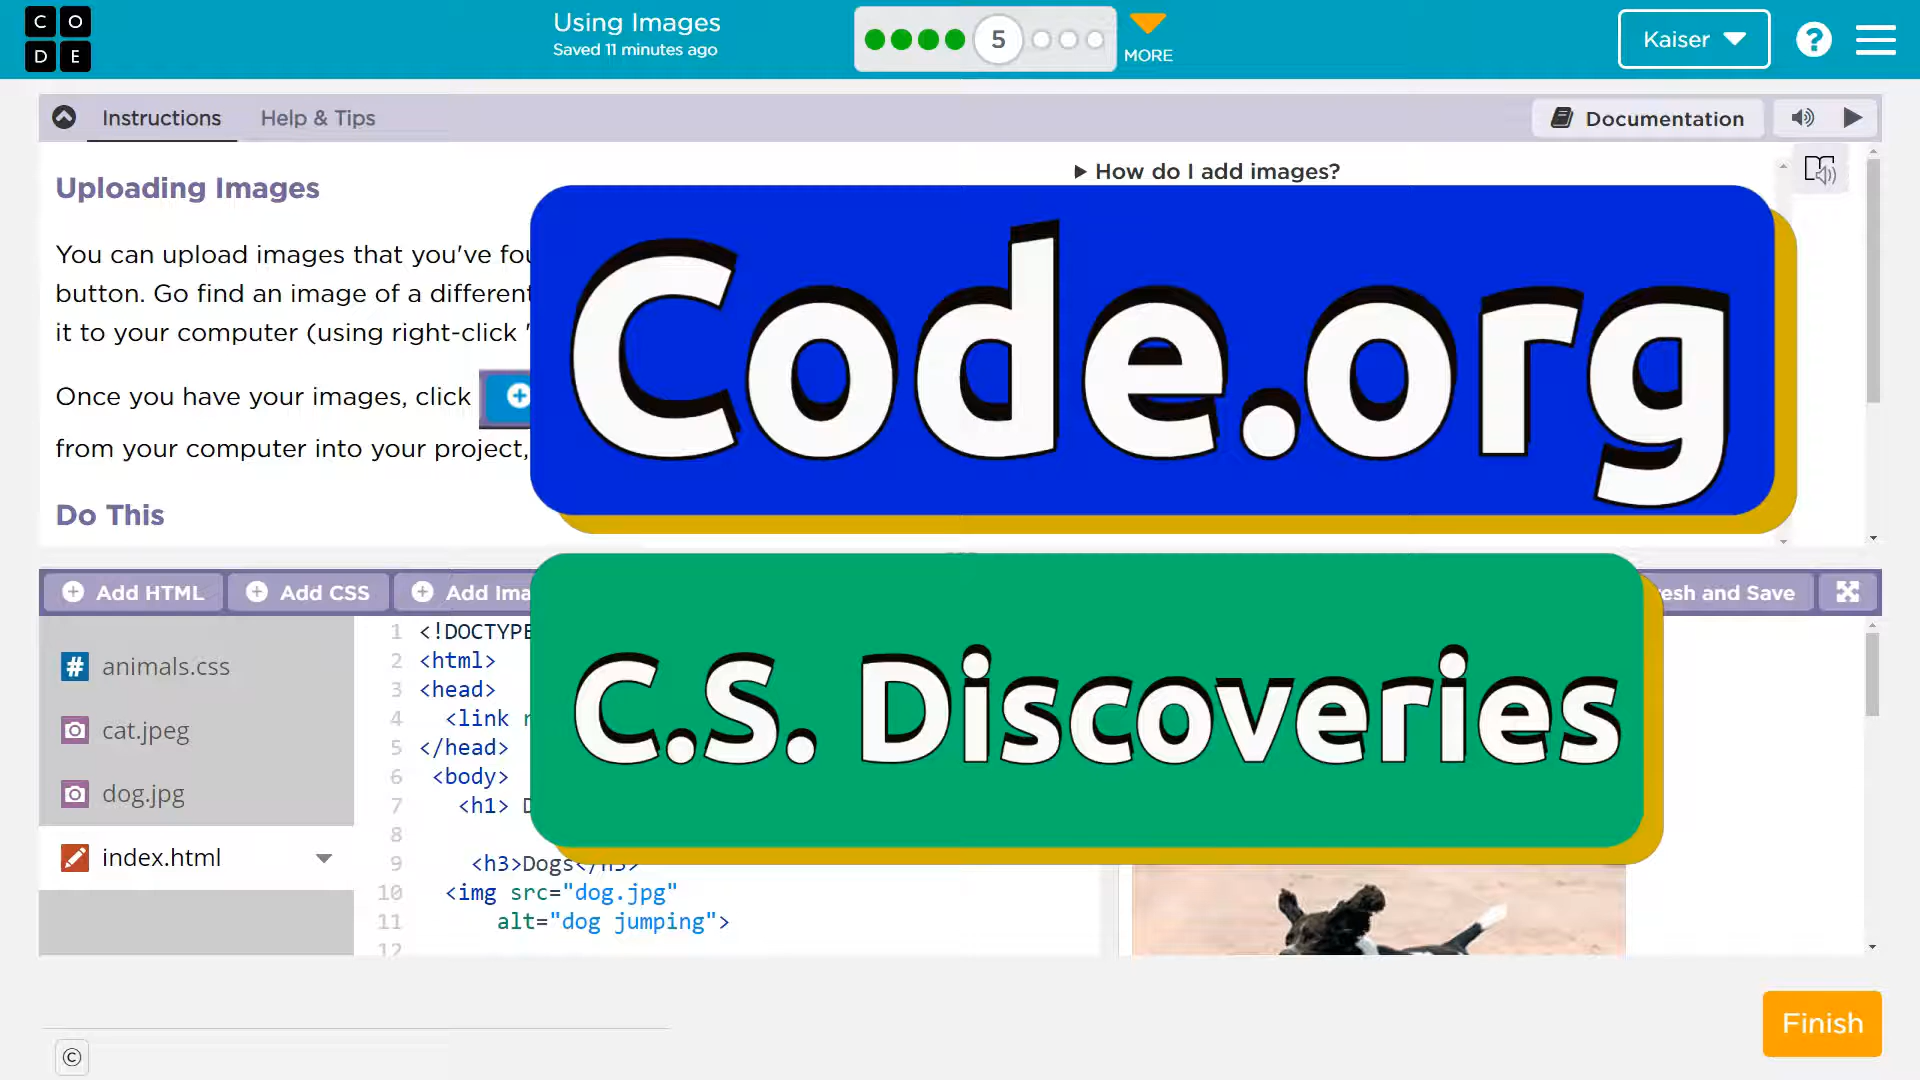 CODE
Using Images
Saved 11 minutes ago
5
MORE
Kaiser
?
Instructions
Help & Tips
Documentation
Uploading Images
How do I add images?
You can upload images that you've
button. Go find an image of a different
it to your computer (using right-click "
Once you have your images, click
from your computer into your project,
Do This
Code.org
C.S. Discoveries
Add HTML
Add CSS
Add
and Save
animals.css
cat.jpeg
dog.jpg
index.html
1 <!DOCTYPE
2 <html>
3 <head>
4 <link
5 </head>
6 <body>
7 <h1>
8
9 <h3>Dogs</h3>
10 <img src="dog.jpg"
11 alt="dog jumping">
12
Finish
©